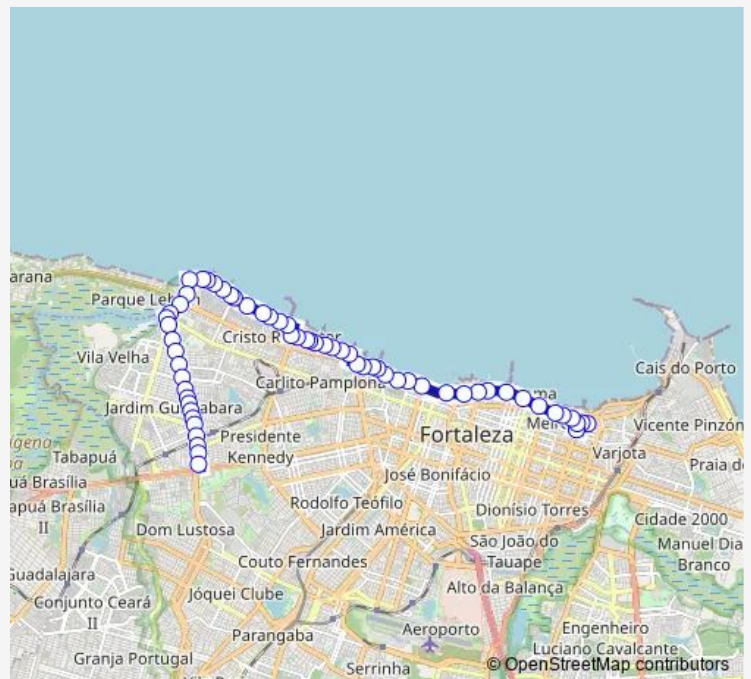 Parque
Cristo R
Vila Velha
Cais do Porto
Carlito Pamplona
Jardim Gu
abara
Vicente Pinzón
Fortaleza
Presidente
Kennedy
Tabapuá
Varjota
José Bonifácio
uá Brasília
apuá Brasília
II
Rodolfo Teófilo
Dionísio Torres
Cidade 2000
Dom Lustosa
Jardim América
São João do
Tauape
Manuel Dia
Branco
Couto Fernandes
Guadalajara
Jóquei Clube
Alto da Balança
Conjunto Ceará
II
Parangaba
Aeroporto
Engenheiro
Luciano Cavalcante
Granja Portugal
Serrinha
© OpenStreetMap contributors